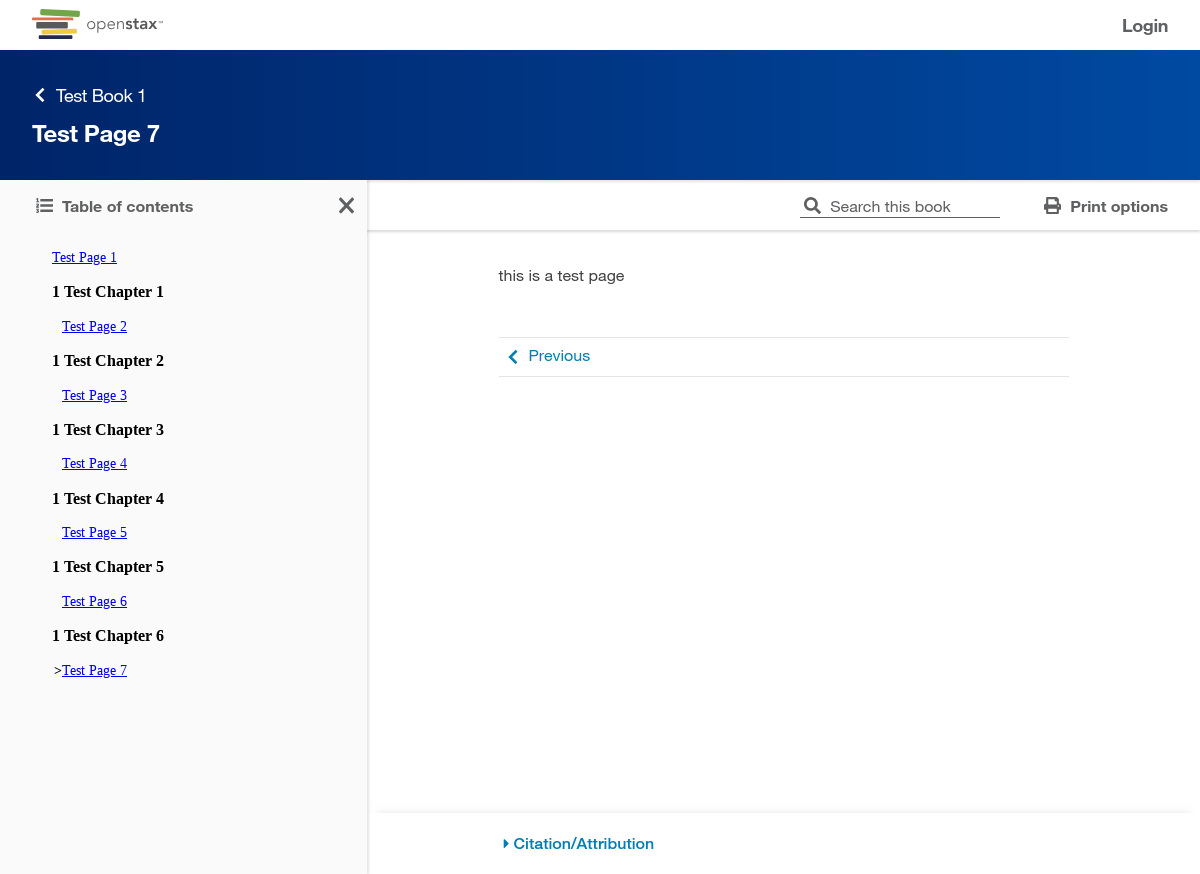 openstax™
Login
Test Book 1
Test Page 7
Table of contents
Search this book
Print options
Test Page 1
1 Test Chapter 1
Test Page 2
1 Test Chapter 2
Test Page 3
1 Test Chapter 3
Test Page 4
1 Test Chapter 4
Test Page 5
1 Test Chapter 5
Test Page 6
1 Test Chapter 6
>Test Page 7
this is a test page
Previous
Citation/Attribution